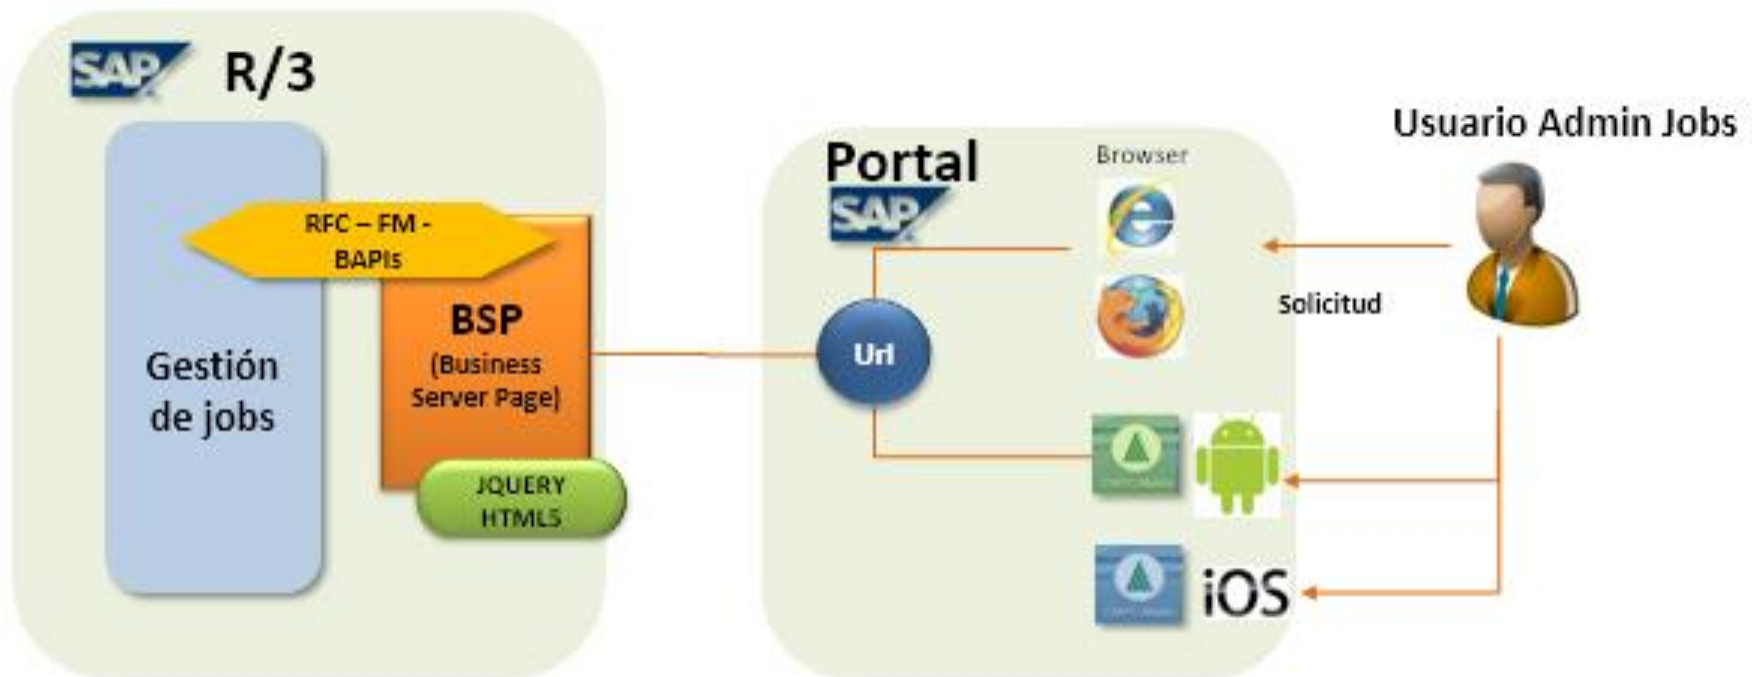 SAP R/3
RFC – FM -
BAPIs
BSP
(Business
Server Page)
Gestión
de jobs
JQUERY
HTML5
Portal
SAP
Browser
Url
iOS
Usuario Admin Jobs
Solicitud